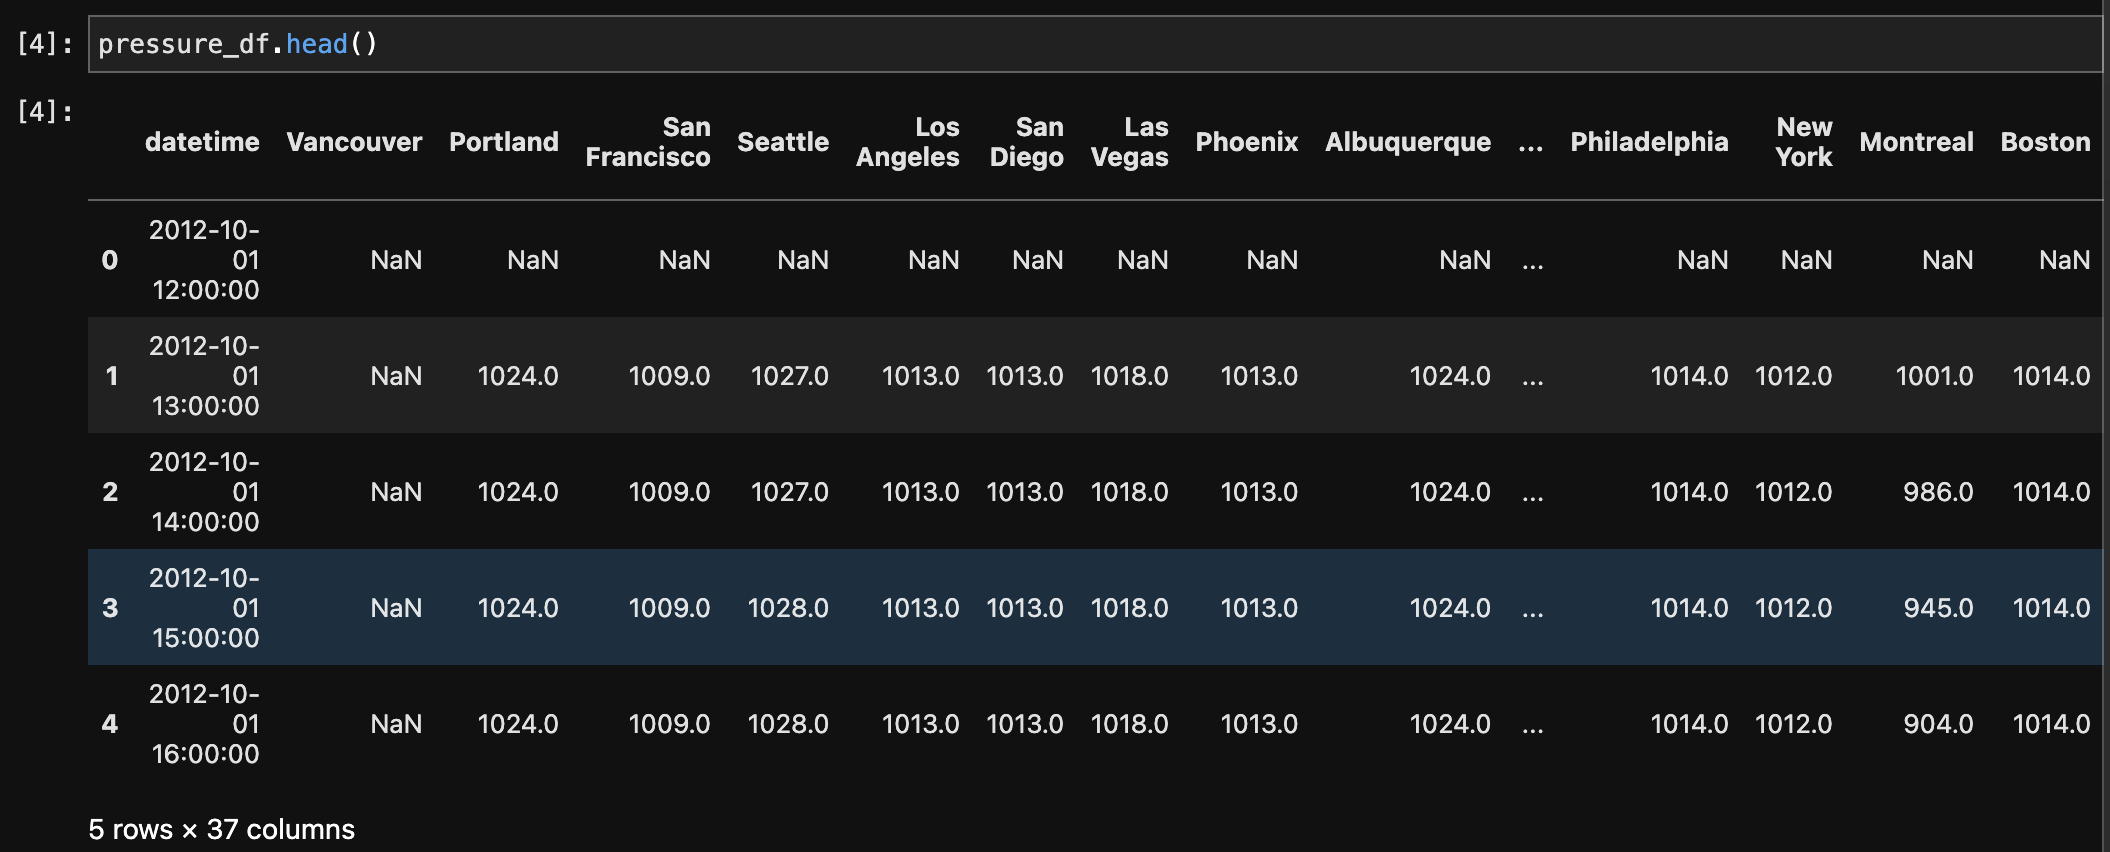 [4]: pressure_df.head()
[4]:
datetime Vancouver Portland San Francisco Seattle Los Angeles San Diego Las Vegas Phoenix Albuquerque ... Philadelphia New York Montreal Boston
0 2012-10-01 12:00:00 NaN NaN NaN NaN NaN NaN NaN NaN NaN ... NaN NaN NaN NaN
1 2012-10-01 13:00:00 NaN 1024.0 1009.0 1027.0 1013.0 1013.0 1018.0 1013.0 1024.0 ... 1014.0 1012.0 1001.0 1014.0
2 2012-10-01 14:00:00 NaN 1024.0 1009.0 1027.0 1013.0 1013.0 1018.0 1013.0 1024.0 ... 1014.0 1012.0 986.0 1014.0
3 2012-10-01 15:00:00 NaN 1024.0 1009.0 1028.0 1013.0 1013.0 1018.0 1013.0 1024.0 ... 1014.0 1012.0 945.0 1014.0
4 2012-10-01 16:00:00 NaN 1024.0 1009.0 1028.0 1013.0 1013.0 1018.0 1013.0 1024.0 ... 1014.0 1012.0 904.0 1014.0
5 rows × 37 columns